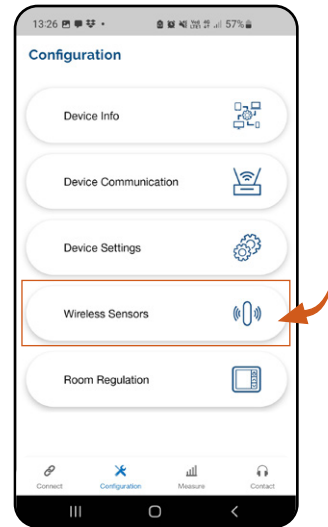 13:26 57%
Configuration
Device Info
Device Communication
Device Settings
Wireless Sensors
Room Regulation
Connect Configuration Measure Contact